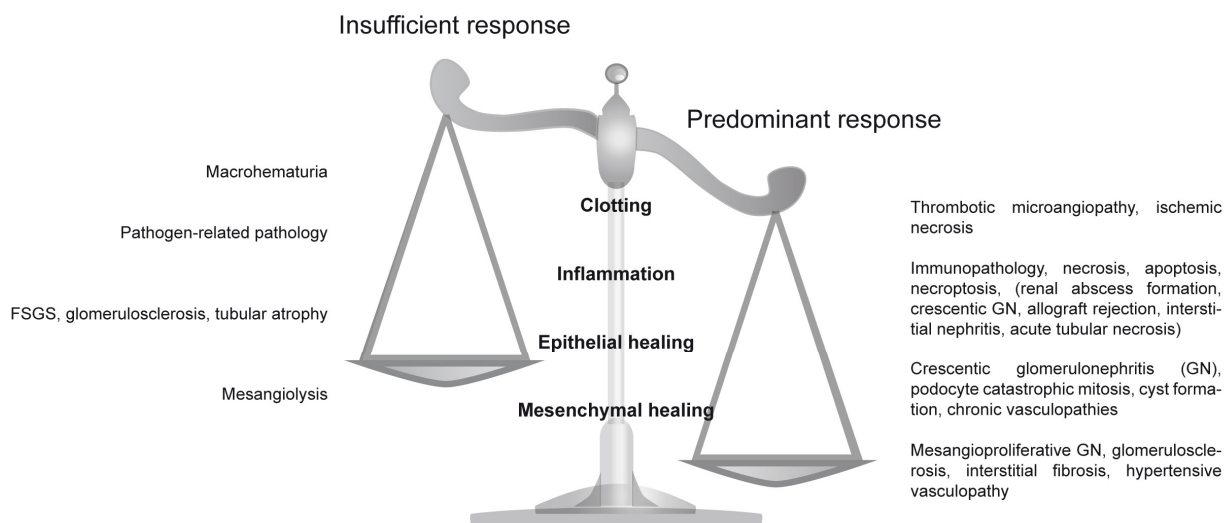 Insufficient response
Predominant response
Macrohematuria
Pathogen-related pathology
FSGS, glomerulosclerosis, tubular atrophy
Mesangiolysis
Clotting
Inflammation
Epithelial healing
Mesenchymal healing
Thrombotic microangiopathy, ischemic
necrosis
Immunopathology, necrosis, apoptosis,
necroptosis, (renal abscess formation,
crescentic GN, allograft rejection, intersti-
tial nephritis, acute tubular necrosis)
Crescentic glomerulonephritis (GN),
podocyte catastrophic mitosis, cyst forma-
tion, chronic vasculopathies
Mesangioproliferative GN, glomeruloscle-
rosis, interstitial fibrosis, hypertensive
vasculopathy